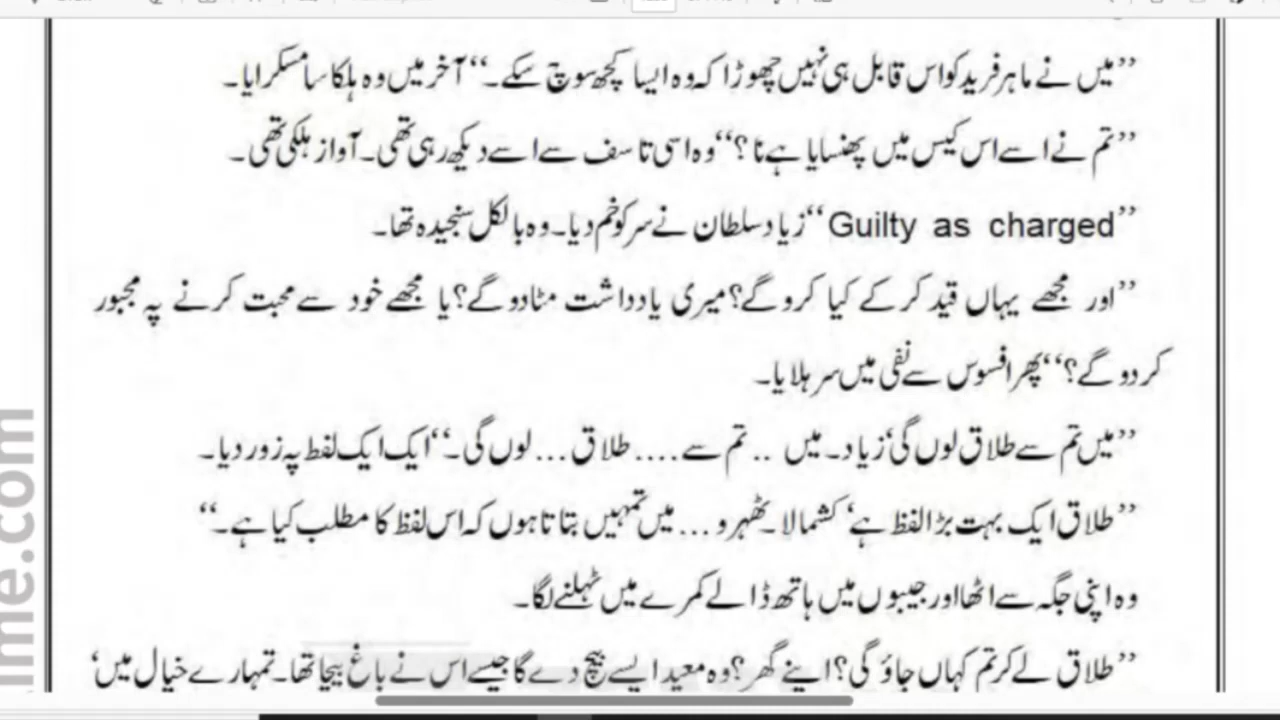 ’’میں نے ماہر فرید کو اس قابل ہی نہیں چھوڑا کہ وہ ایسا کچھ سوچ سکے۔‘‘ آخر میں وہ ہلکا سا مسکرایا۔
’’تم نے اسے اس کیس میں پھنسایا ہے نا؟‘‘ وہ اسی تاسف سے اسے دیکھ رہی تھی۔ آواز ہلکی تھی۔
’’Guilty as charged‘‘ زیاد سلطان نے سر کو خم دیا۔ وہ بالکل سنجیدہ تھا۔
’’اور مجھے یہاں قید کر کے کیا کرو گے؟ میری یادداشت مٹا دو گے؟ یا مجھے خود سے محبت کرنے پہ مجبور
کر دو گے؟‘‘ پھر افسوس سے نفی میں سر ہلایا۔
’’میں تم سے طلاق لوں گی‘ زیاد۔ میں .. تم سے .... طلاق ... لوں گی۔‘‘ ایک ایک لفظ پہ زور دیا۔
’’طلاق ایک بہت بڑا لفظ ہے‘ کشمالا۔ ٹھہرو ... میں تمہیں بتاتا ہوں کہ اس لفظ کا مطلب کیا ہے۔‘‘
وہ اپنی جگہ سے اٹھا اور جیبوں میں ہاتھ ڈالے کمرے میں ٹہلنے لگا۔
’’طلاق لے کر تم کہاں جاؤ گی؟ اپنے گھر؟ وہ معید ایسے بیچ دے گا جیسے اس نے باغ بیچا تھا۔ تمہارے خیال میں‘
me.com